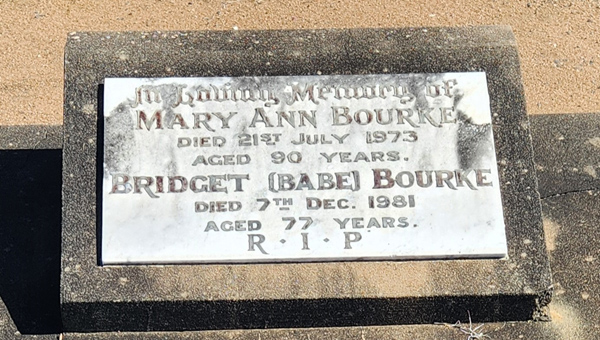 In Loving Memory of
MARY ANN BOURKE
DIED 21ST JULY 1973
AGED 90 YEARS.
BRIDGET (BABE) BOURKE
DIED 7TH DEC. 1981
AGED 77 YEARS.
R · I · P